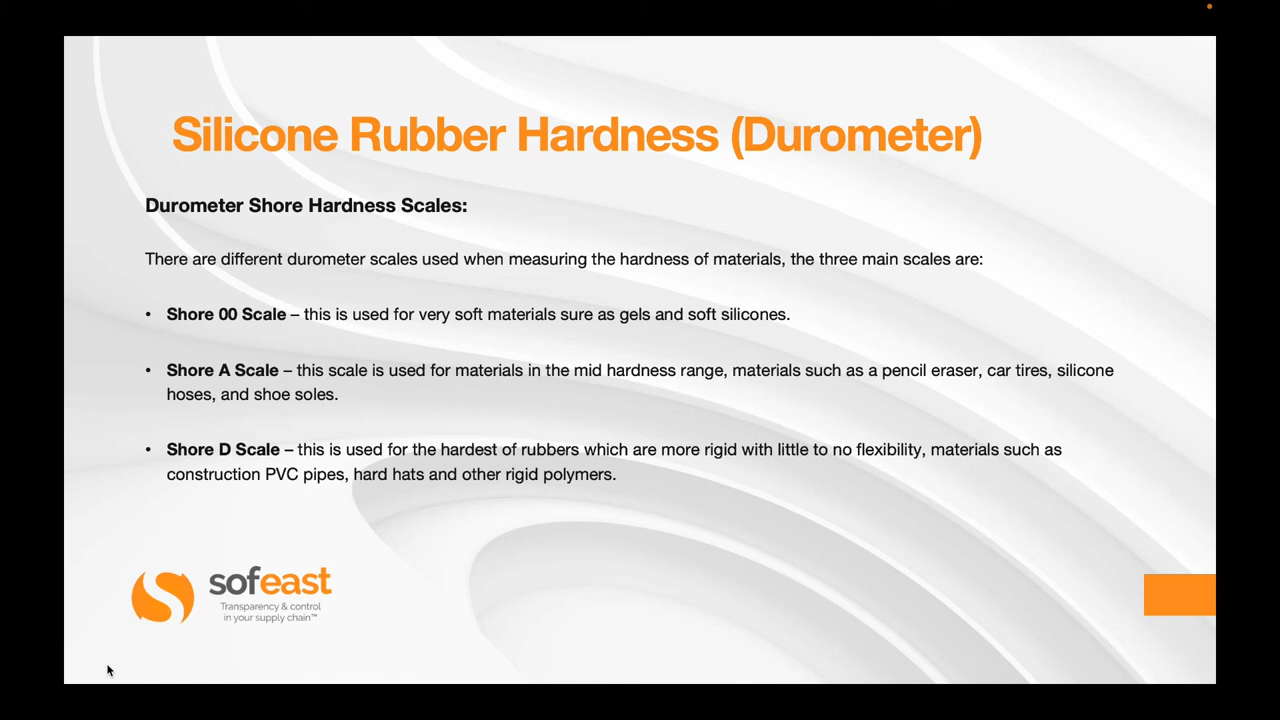 Silicone Rubber Hardness (Durometer)
Durometer Shore Hardness Scales:
There are different durometer scales used when measuring the hardness of materials, the three main scales are:
• Shore 00 Scale – this is used for very soft materials sure as gels and soft silicones.
• Shore A Scale – this scale is used for materials in the mid hardness range, materials such as a pencil eraser, car tires, silicone
hoses, and shoe soles.
• Shore D Scale – this is used for the hardest of rubbers which are more rigid with little to no flexibility, materials such as
construction PVC pipes, hard hats and other rigid polymers.
sofeast
Transparency & control
in your supply chain™